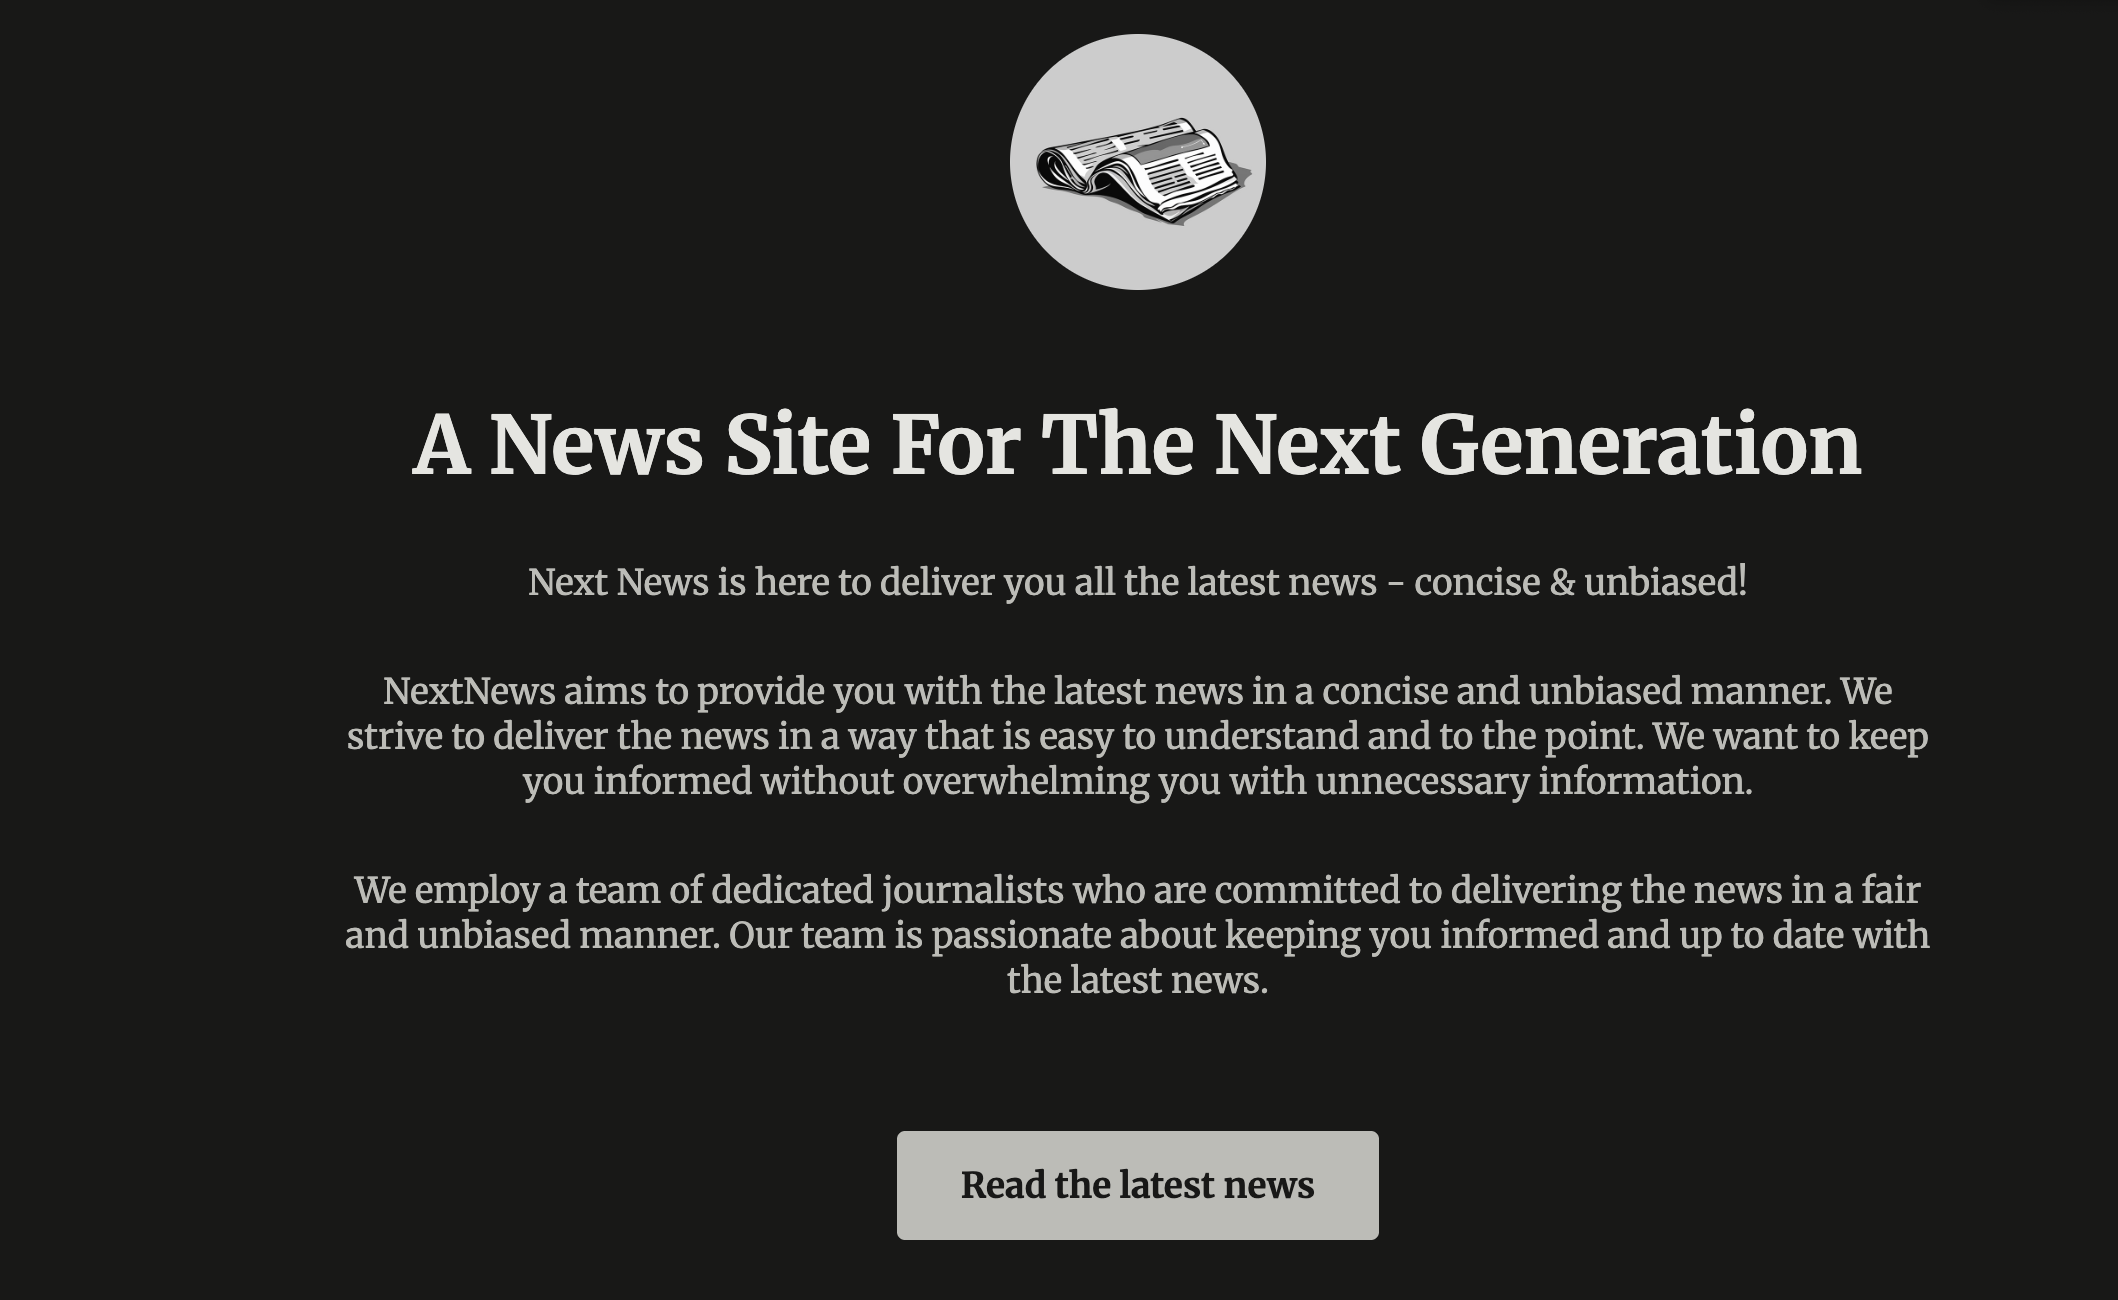 A News Site For The Next Generation
Next News is here to deliver you all the latest news - concise & unbiased!
NextNews aims to provide you with the latest news in a concise and unbiased manner. We
strive to deliver the news in a way that is easy to understand and to the point. We want to keep
you informed without overwhelming you with unnecessary information.
We employ a team of dedicated journalists who are committed to delivering the news in a fair
and unbiased manner. Our team is passionate about keeping you informed and up to date with
the latest news.
Read the latest news